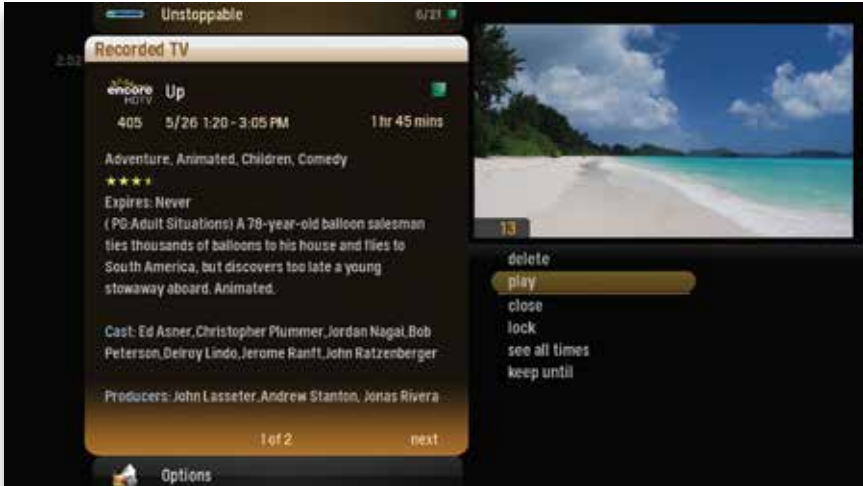 Unstoppable 6/21
2:02
Recorded TV
encore
HDTV
Up
405 5/26 1:20 - 3:05 PM 1 hr 45 mins
Adventure, Animated, Children, Comedy
Expires: Never
( PG:Adult Situations) A 78-year-old balloon salesman
ties thousands of balloons to his house and flies to
South America, but discovers too late a young
stowaway aboard. Animated.
Cast: Ed Asner,Christopher Plummer,Jordan Nagai,Bob
Peterson,Delroy Lindo,Jerome Ranft,John Ratzenberger
Producers: John Lasseter,Andrew Stanton, Jonas Rivera
1 of 2 next
Options
13
delete
play
close
lock
see all times
keep until